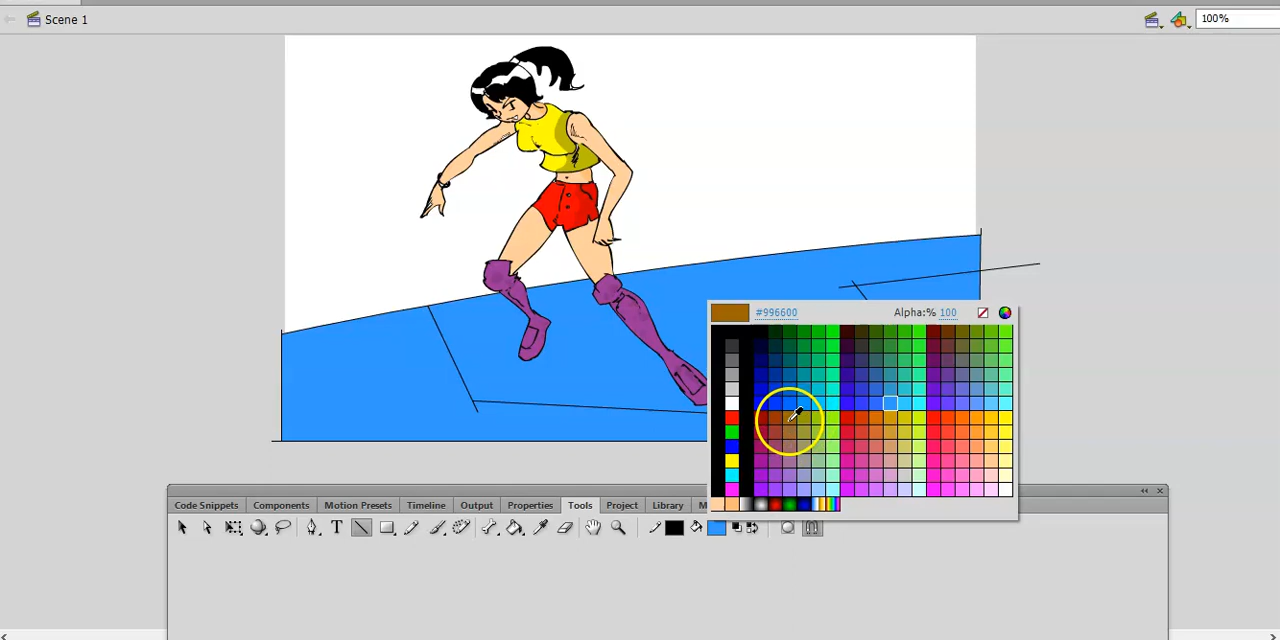 Scene 1
100%
#996600 Alpha:% 100
Code Snippets Components Motion Presets Timeline Output Properties Tools Project Library
T